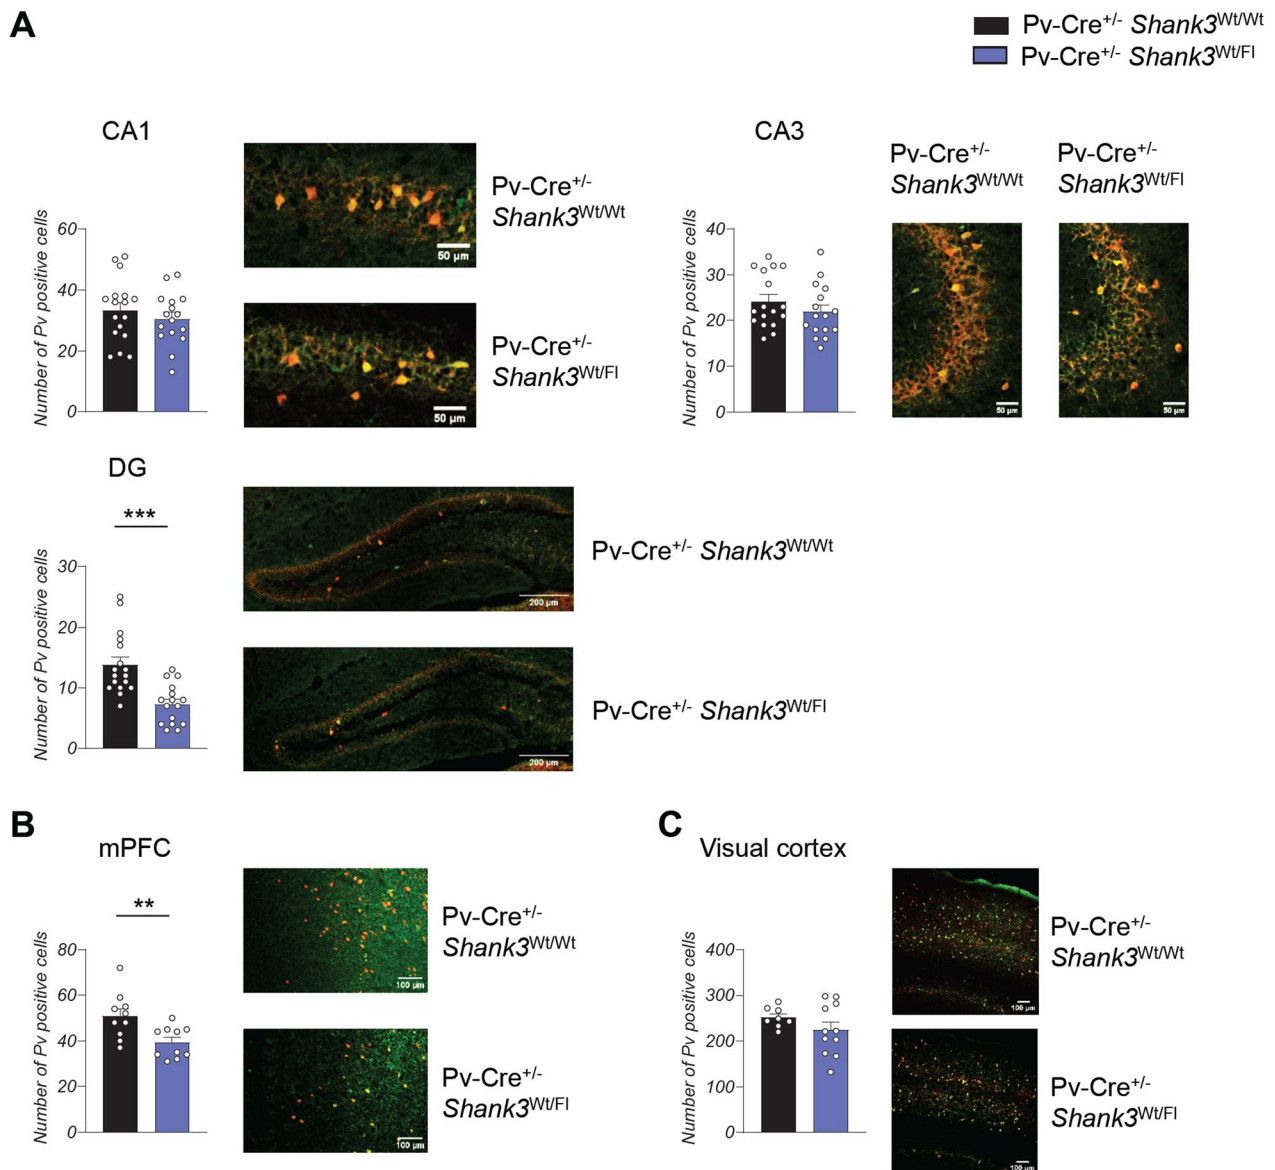 A
Pv-Cre+/- Shank3Wt/Wt
Pv-Cre+/- Shank3Wt/Fl
CA1
Number of Pv positive cells
60
40
20
0
50 µm
Pv-Cre+/-
Shank3Wt/Wt
50 µm
Pv-Cre+/-
Shank3Wt/Fl
CA3
Number of Pv positive cells
40
30
20
10
0
Pv-Cre+/-
Shank3Wt/Wt
50 µm
Pv-Cre+/-
Shank3Wt/Fl
50 µm
DG
***
Number of Pv positive cells
30
20
10
0
200 µm
Pv-Cre+/- Shank3Wt/Wt
200 µm
Pv-Cre+/- Shank3Wt/Fl
B
mPFC
**
Number of Pv positive cells
80
60
40
20
0
100 µm
Pv-Cre+/-
Shank3Wt/Wt
100 µm
Pv-Cre+/-
Shank3Wt/Fl
C
Visual cortex
Number of Pv positive cells
400
300
200
100
0
100 µm
Pv-Cre+/-
Shank3Wt/Wt
100 µm
Pv-Cre+/-
Shank3Wt/Fl